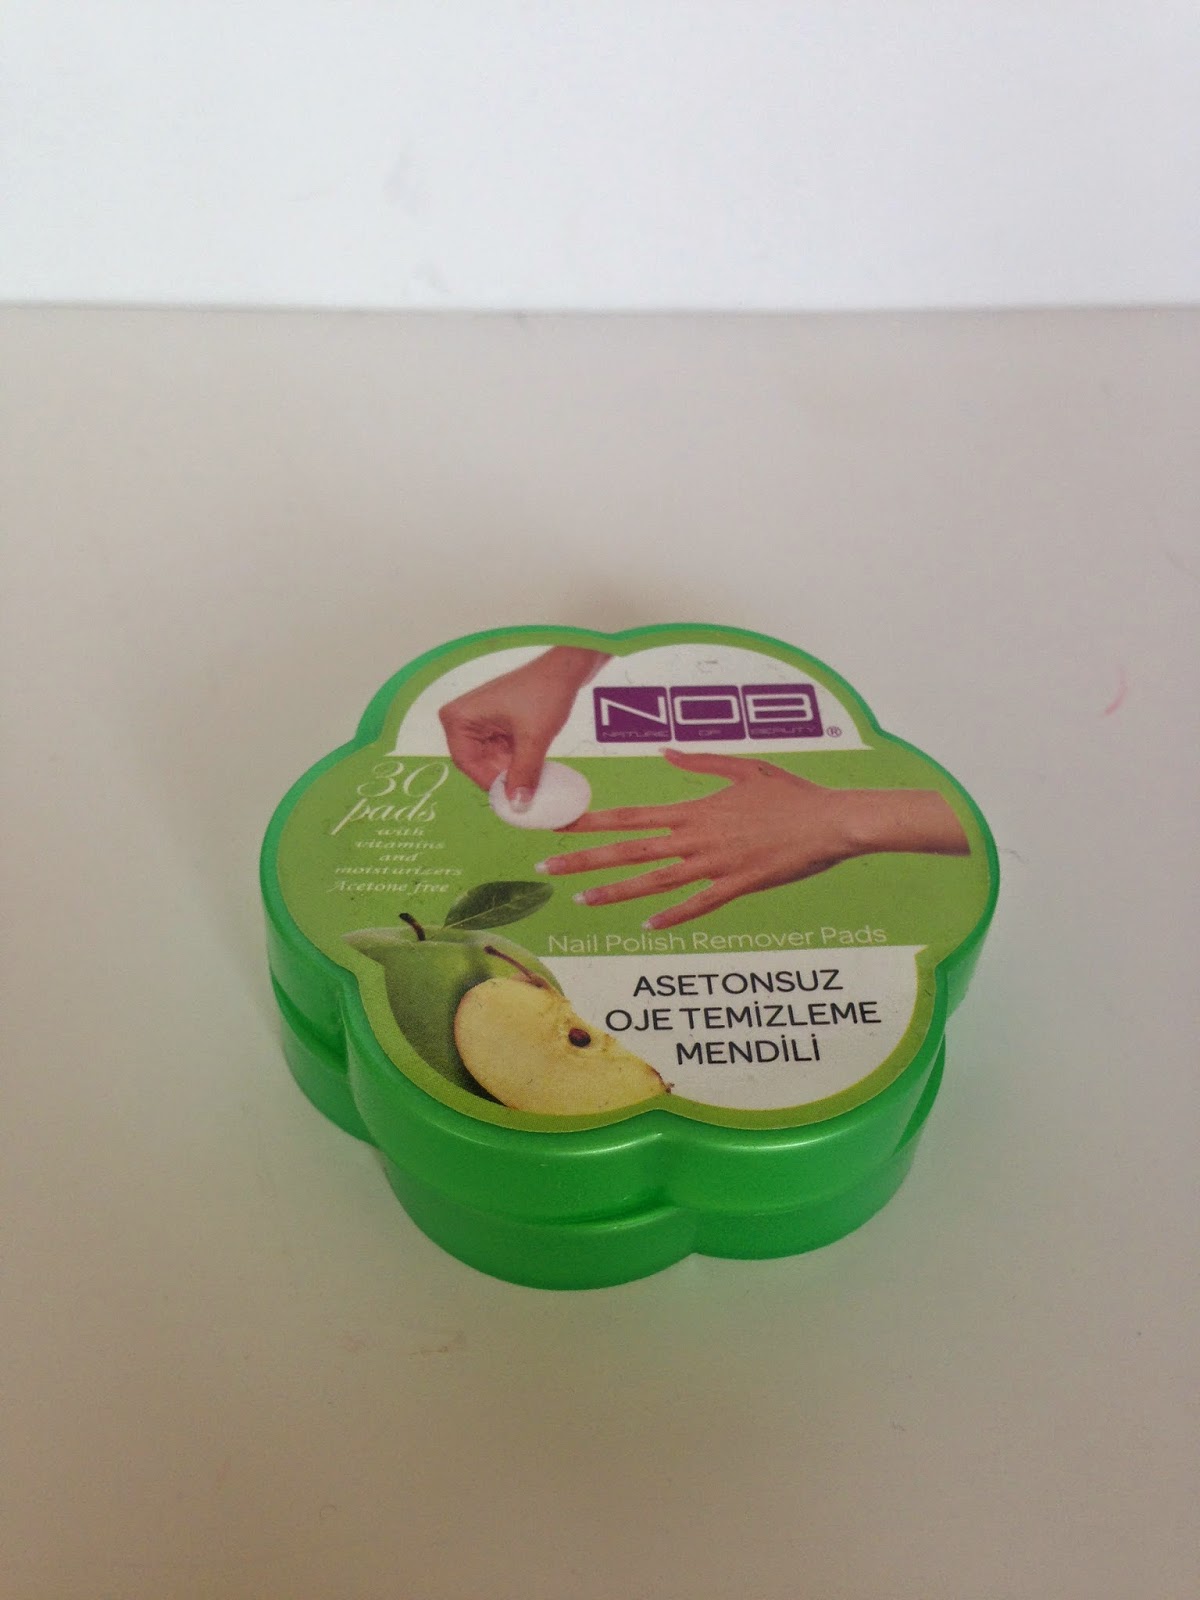 NOB®
NATURE OF BEAUTY
30
pads
with
vitamins
and
moisturizers
Acetone free
Nail Polish Remover Pads
ASETONSUZ
OJE TEMİZLEME
MENDİLİ